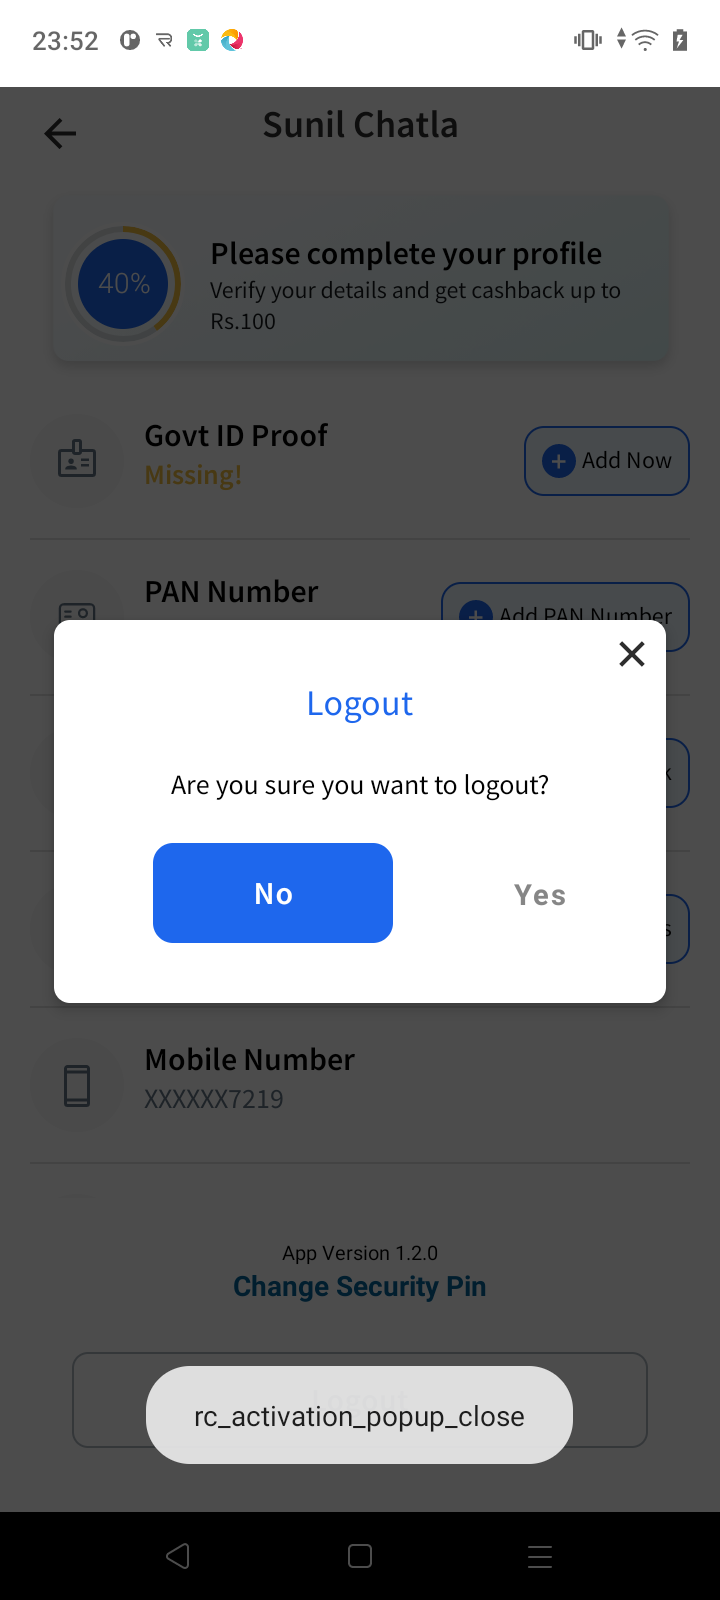 23:52
Sunil Chatla
40%
Please complete your profile
Verify your details and get cashback up to
Rs.100
Govt ID Proof
Missing!
Add Now
PAN Number
Add PAN Number
Logout
Are you sure you want to logout?
No
Yes
Mobile Number
XXXXXX7219
App Version 1.2.0
Change Security Pin
Logout
rc_activation_popup_close